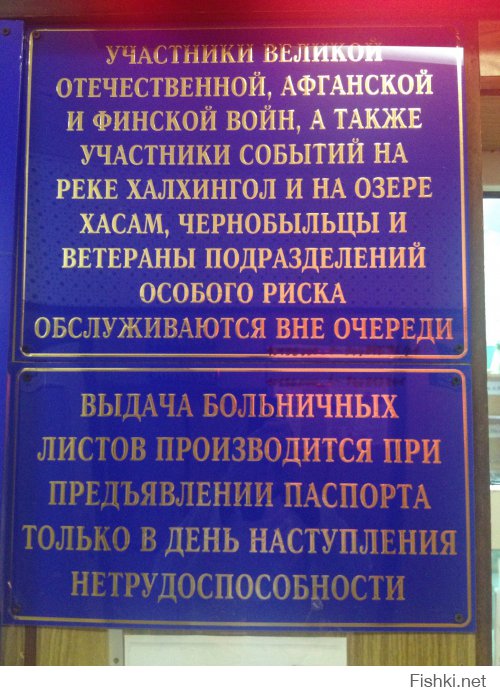 УЧАСТНИКИ ВЕЛИКОЙ
ОТЕЧЕСТВЕННОЙ, АФГАНСКОЙ
И ФИНСКОЙ ВОЙН, А ТАКЖЕ
УЧАСТНИКИ СОБЫТИЙ НА
РЕКЕ ХАЛХИНГОЛ И НА ОЗЕРЕ
ХАСАМ, ЧЕРНОБЫЛЬЦЫ И
ВЕТЕРАНЫ ПОДРАЗДЕЛЕНИЙ
ОСОБОГО РИСКА
ОБСЛУЖИВАЮТСЯ ВНЕ ОЧЕРЕДИ
ВЫДАЧА БОЛЬНИЧНЫХ
ЛИСТОВ ПРОИЗВОДИТСЯ ПРИ
ПРЕДЪЯВЛЕНИИ ПАСПОРТА
ТОЛЬКО В ДЕНЬ НАСТУПЛЕНИЯ
НЕТРУДОСПОСОБНОСТИ
Fishki.net